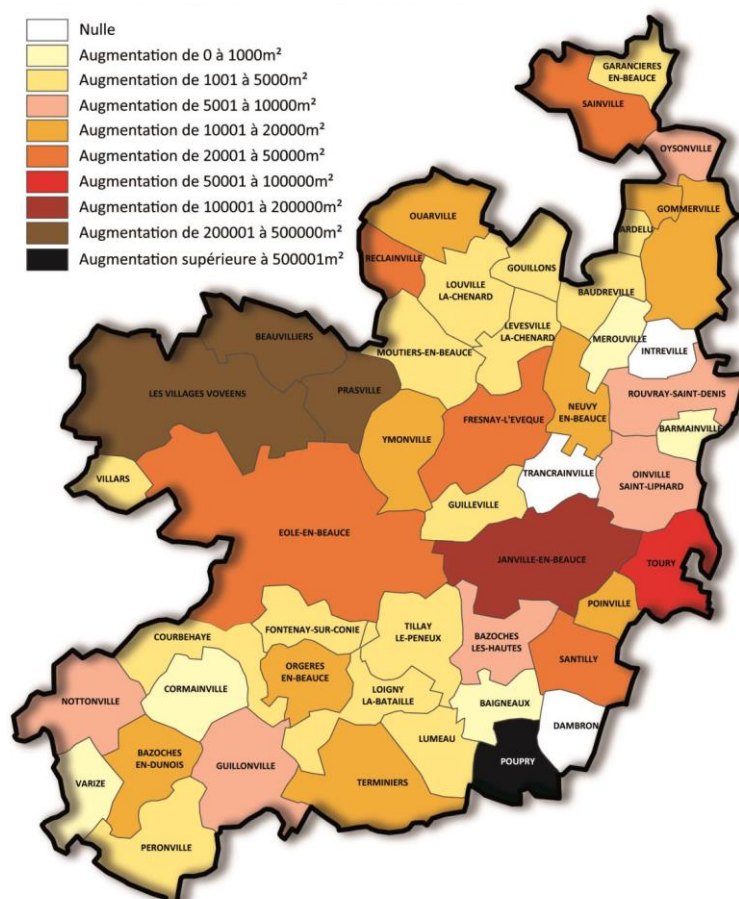 Nulle
Augmentation de 0 à 1000m²
Augmentation de 1001 à 5000m²
Augmentation de 5001 à 10000m²
Augmentation de 10001 à 20000m²
Augmentation de 20001 à 50000m²
Augmentation de 50001 à 100000m²
Augmentation de 100001 à 200000m²
Augmentation de 200001 à 500000m²
Augmentation supérieure à 500001m²
GARANCIERES
EN-BEAUCE
SAINVILLE
OYSONVILLE
OUARVILLE
GOMMERVILLE
ARDELU
RECLAINVILLE
GOUILLONS
LOUVILLE
LA-CHENARD
BAUDREVILLE
LEVESVILLE
LA-CHENARD
MEROUVILLE
BEAUVILLIERS
MOUTIERS-EN-BEAUCE
INTREVILLE
LES VILLAGES VOVEENS
PRASVILLE
ROUVRAY-SAINT-DENIS
FRESNAY-L'EVEQUE
NEUVY
EN-BEAUCE
BARMAINVILLE
YMONVILLE
VILLARS
TRANCRAINVILLE
OINVILLE
SAINT-LIPHARD
GUILLEVILLE
EOLE-EN-BEAUCE
JANVILLE-EN-BEAUCE
TOURY
POINVILLE
COURBEHAYE
FONTENAY-SUR-CONIE
TILLAY
LE-PENEUX
BAZOCHES
LES-HAUTES
SANTILLY
ORGERES
EN-BEAUCE
CORMAINVILLE
NOTTONVILLE
LOIGNY
LA-BATAILLE
BAIGNEAUX
DAMBRON
LUMEAU
BAZOCHES
EN-DUNOIS
GUILLONVILLE
POUPRY
VARIZE
TERMINIERS
PERONVILLE